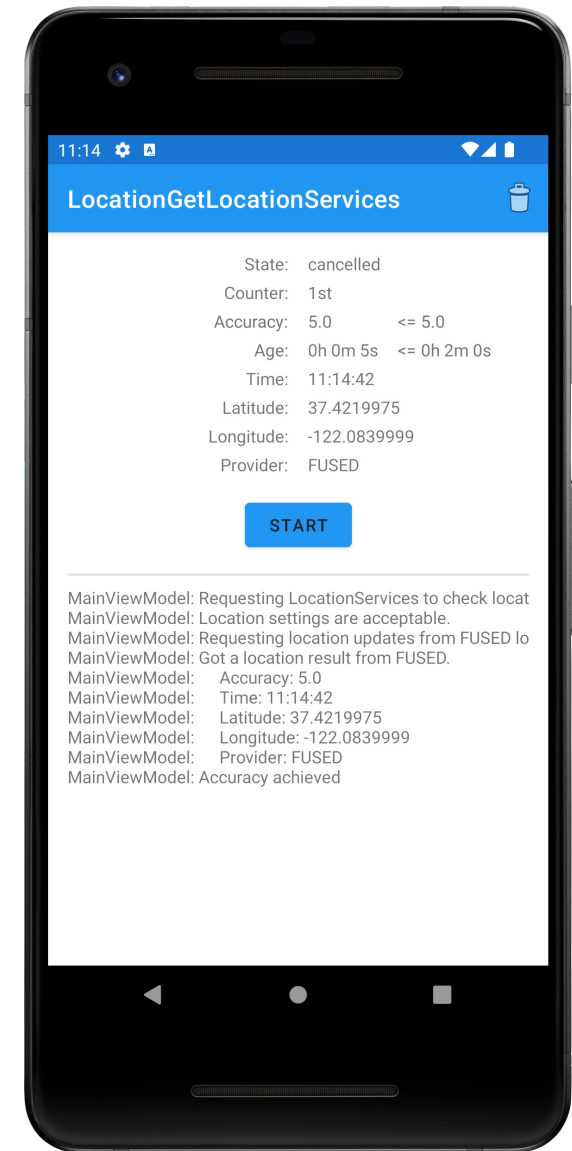 11:14
LocationGetLocationServices
State: cancelled
Counter: 1st
Accuracy: 5.0 <= 5.0
Age: 0h 0m 5s <= 0h 2m 0s
Time: 11:14:42
Latitude: 37.4219975
Longitude: -122.0839999
Provider: FUSED
START
MainViewModel: Requesting LocationServices to check locat
MainViewModel: Location settings are acceptable.
MainViewModel: Requesting location updates from FUSED lo
MainViewModel: Got a location result from FUSED.
MainViewModel: Accuracy: 5.0
MainViewModel: Time: 11:14:42
MainViewModel: Latitude: 37.4219975
MainViewModel: Longitude: -122.0839999
MainViewModel: Provider: FUSED
MainViewModel: Accuracy achieved